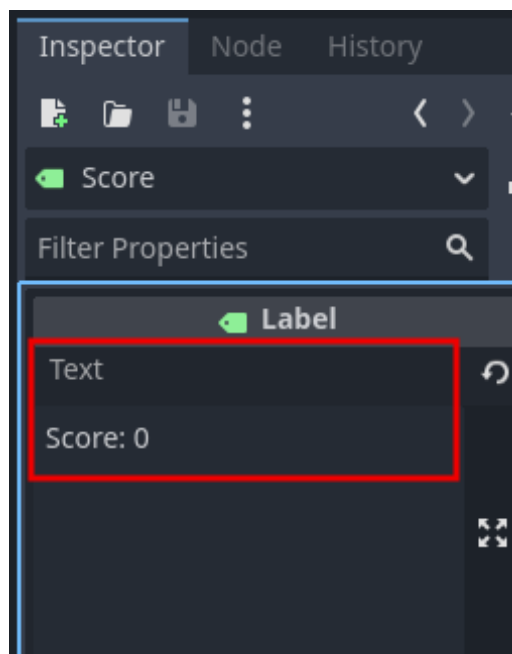 Inspector Node History
Score
Filter Properties
Label
Text
Score: 0